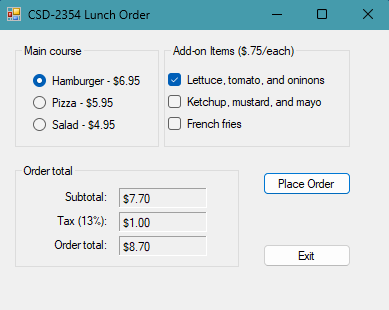 CSD-2354 Lunch Order
Main course
Hamburger - $6.95
Pizza - $5.95
Salad - $4.95
Add-on Items ($.75/each)
Lettuce, tomato, and oninons
Ketchup, mustard, and mayo
French fries
Order total
Subtotal: $7.70
Tax (13%): $1.00
Order total: $8.70
Place Order
Exit